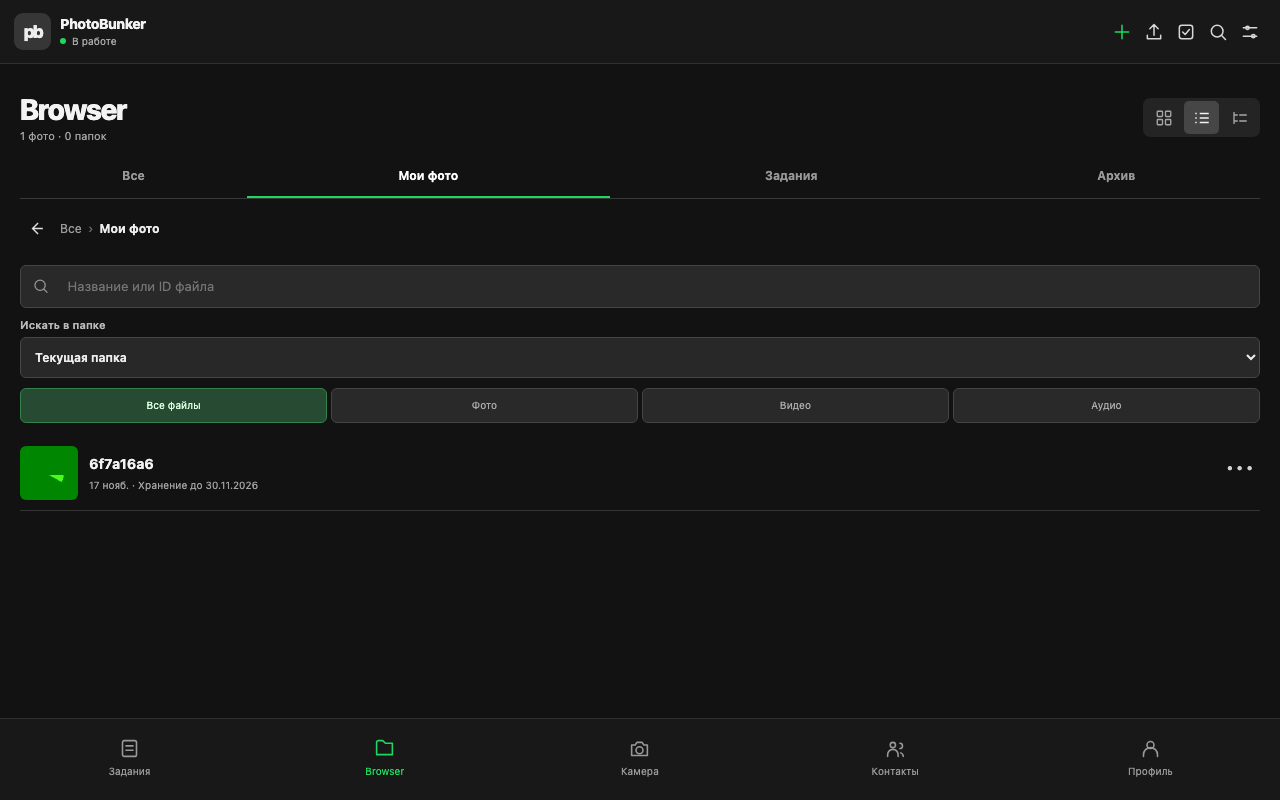 pb
PhotoBunker
В работе
Browser
1 фото · 0 папок
Все
Мои фото
Задания
Архив
Все › Мои фото
Название или ID файла
Искать в папке
Текущая папка
Все файлы
Фото
Видео
Аудио
6f7a16a6
17 нояб. · Хранение до 30.11.2026
Задания
Browser
Камера
Контакты
Профиль